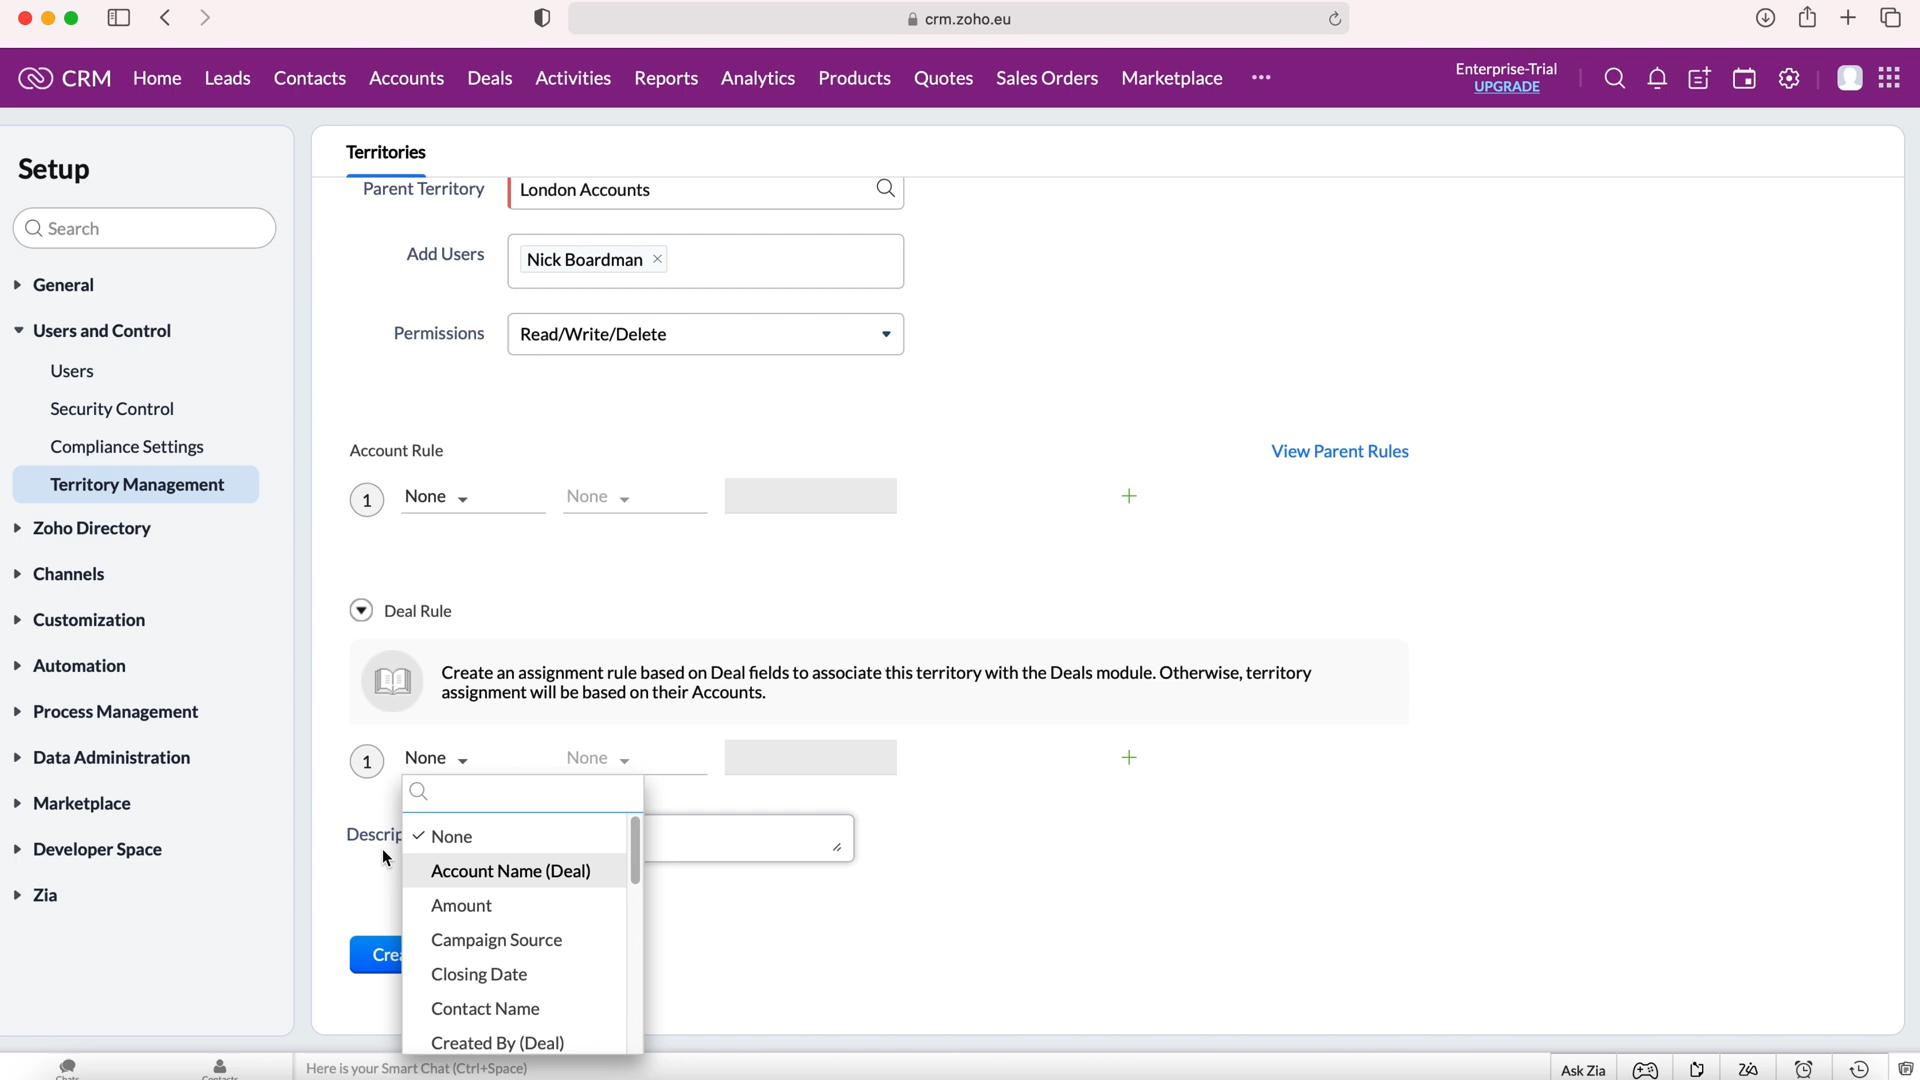 crm.zoho.eu
CRM Home Leads Contacts Accounts Deals Activities Reports Analytics Products Quotes Sales Orders Marketplace
Enterprise-Trial
UPGRADE
Setup
Search
General
Users and Control
Users
Security Control
Compliance Settings
Territory Management
Zoho Directory
Channels
Customization
Automation
Process Management
Data Administration
Marketplace
Developer Space
Zia
Territories
Parent Territory London Accounts
Add Users Nick Boardman ×
Permissions Read/Write/Delete
Account Rule View Parent Rules
1 None None +
Deal Rule
Create an assignment rule based on Deal fields to associate this territory with the Deals module. Otherwise, territory
assignment will be based on their Accounts.
1 None None +
Descrip
None
Account Name (Deal)
Amount
Campaign Source
Closing Date
Contact Name
Created By (Deal)
Crea
Chats Contacts Here is your Smart Chat (Ctrl+Space) Ask Zia